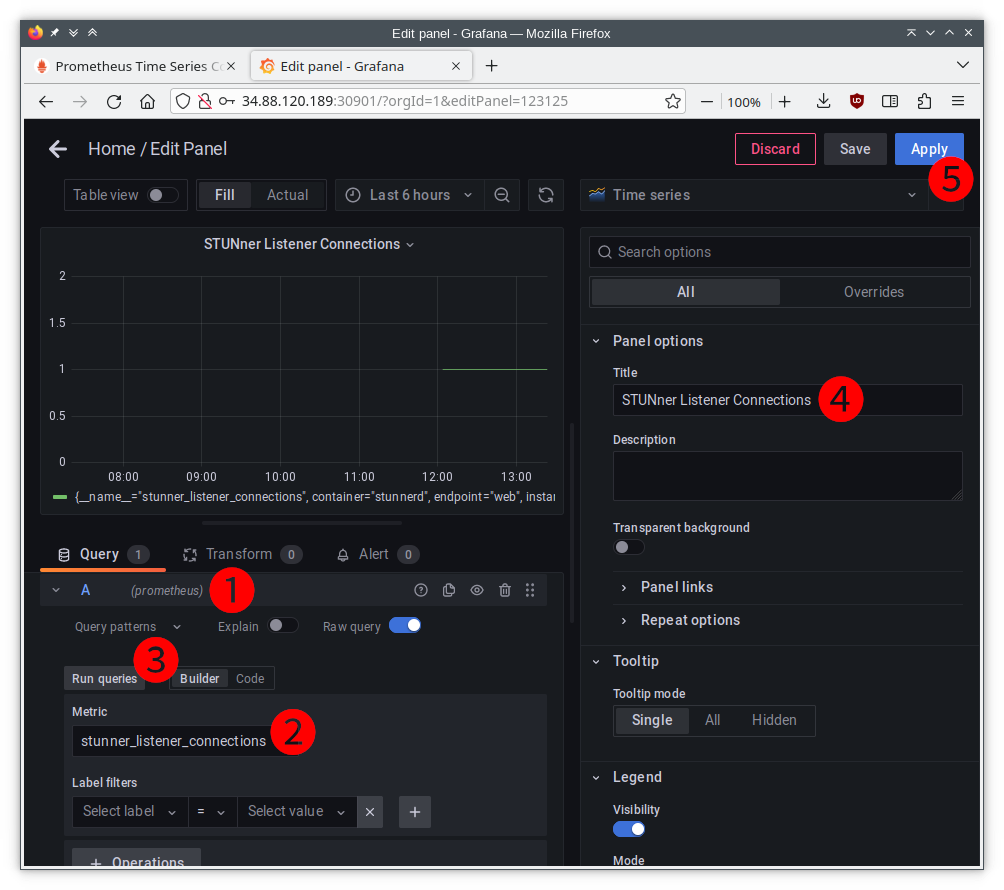 Edit panel - Grafana — Mozilla Firefox
Prometheus Time Series C
Edit panel - Grafana
34.88.120.189:30901/?orgId=1&editPanel=123125
100%
Home / Edit Panel
Discard
Save
Apply
5
Table view
Fill
Actual
Last 6 hours
Time series
STUNner Listener Connections
2
1.5
1
0.5
0
08:00
09:00
10:00
11:00
12:00
13:00
{__name__="stunner_listener_connections", container="stunnerd", endpoint="web", instan
Search options
All
Overrides
Panel options
Title
STUNner Listener Connections
4
Description
Transparent background
Panel links
Repeat options
Tooltip
Tooltip mode
Single
All
Hidden
Legend
Visibility
Mode
Query 1
Transform 0
Alert 0
A
(prometheus)
1
Query patterns
Explain
Raw query
3
Run queries
Builder
Code
Metric
stunner_listener_connections
2
Label filters
Select label
=
Select value
+ Operations